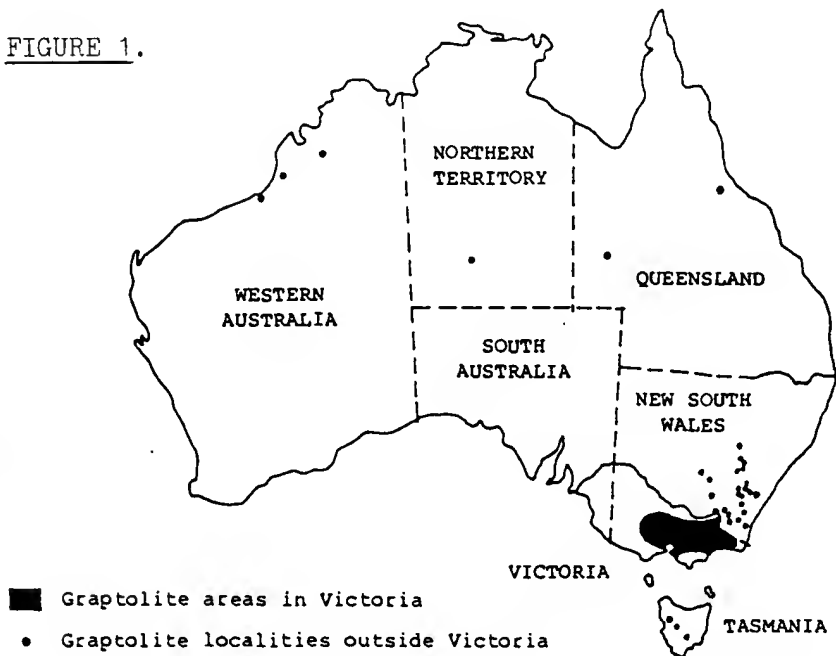 FIGURE 1.
NORTHERN
TERRITORY
WESTERN
AUSTRALIA
QUEENSLAND
SOUTH
AUSTRALIA
NEW SOUTH
WALES
VICTORIA
TASMANIA
Graptolite areas in Victoria
Graptolite localities outside Victoria